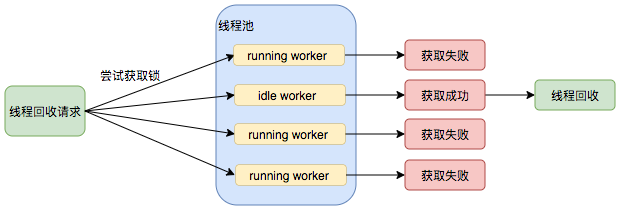 线程池
尝试获取锁
线程回收请求
running worker
获取失败
idle worker
获取成功
线程回收
running worker
获取失败
running worker
获取失败